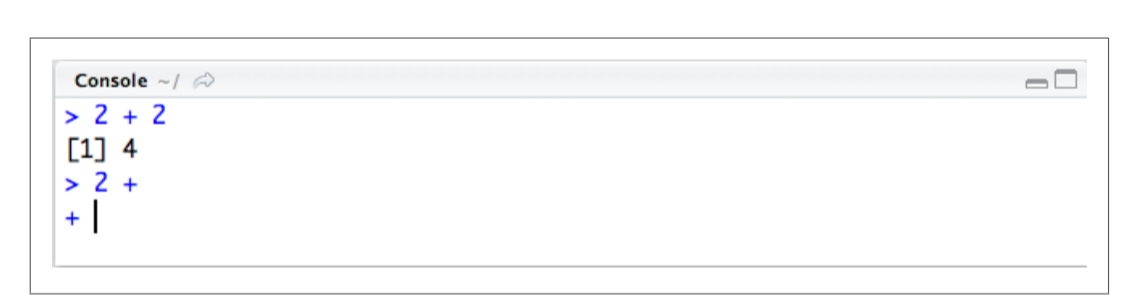 Console ~/
> 2 + 2
[1] 4
> 2 +
+